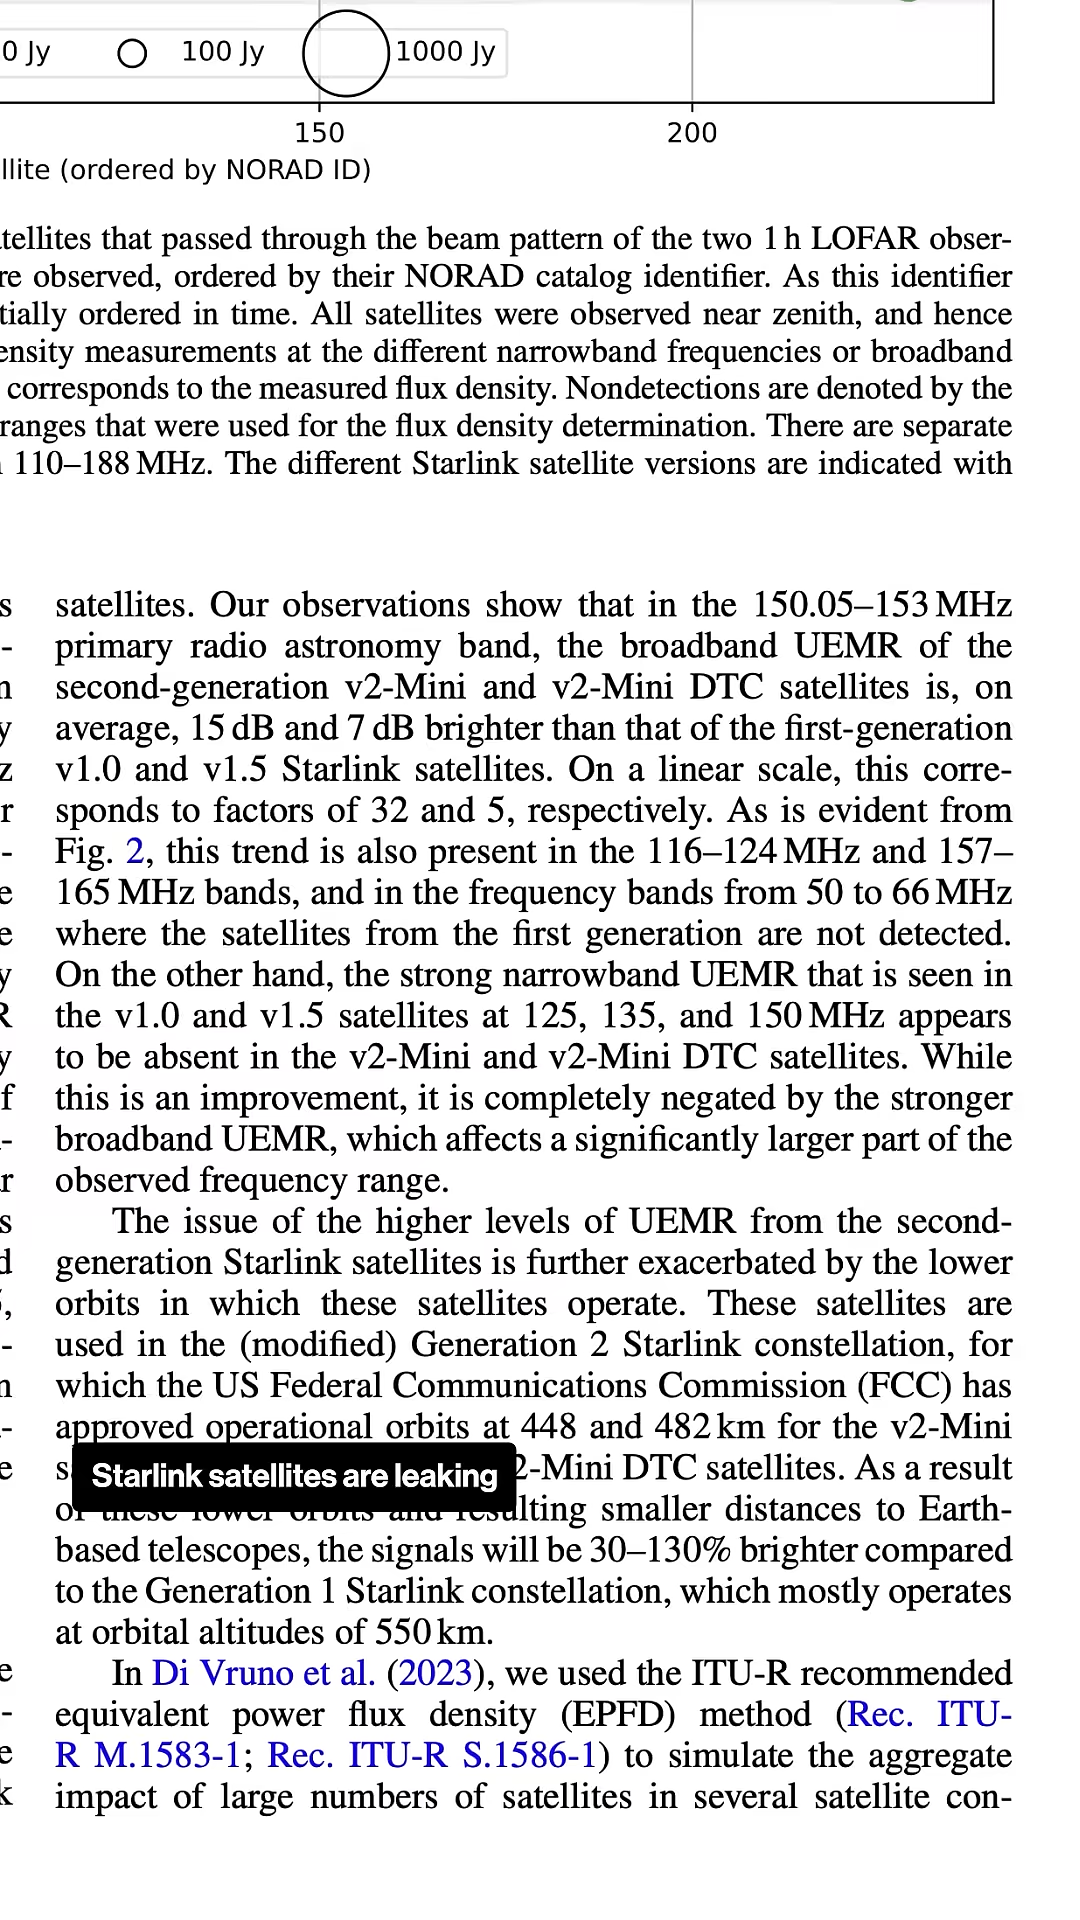 0 Jy 100 Jy 1000 Jy
150 200
llite (ordered by NORAD ID)
tellites that passed through the beam pattern of the two 1 h LOFAR obser-
re observed, ordered by their NORAD catalog identifier. As this identifier
tially ordered in time. All satellites were observed near zenith, and hence
ensity measurements at the different narrowband frequencies or broadband
corresponds to the measured flux density. Nondetections are denoted by the
ranges that were used for the flux density determination. There are separate
110–188 MHz. The different Starlink satellite versions are indicated with
satellites. Our observations show that in the 150.05–153 MHz
primary radio astronomy band, the broadband UEMR of the
second-generation v2-Mini and v2-Mini DTC satellites is, on
average, 15 dB and 7 dB brighter than that of the first-generation
v1.0 and v1.5 Starlink satellites. On a linear scale, this corre-
sponds to factors of 32 and 5, respectively. As is evident from
Fig. 2, this trend is also present in the 116–124 MHz and 157–
165 MHz bands, and in the frequency bands from 50 to 66 MHz
where the satellites from the first generation are not detected.
On the other hand, the strong narrowband UEMR that is seen in
the v1.0 and v1.5 satellites at 125, 135, and 150 MHz appears
to be absent in the v2-Mini and v2-Mini DTC satellites. While
this is an improvement, it is completely negated by the stronger
broadband UEMR, which affects a significantly larger part of the
observed frequency range.
The issue of the higher levels of UEMR from the second-
generation Starlink satellites is further exacerbated by the lower
orbits in which these satellites operate. These satellites are
used in the (modified) Generation 2 Starlink constellation, for
which the US Federal Communications Commission (FCC) has
approved operational orbits at 448 and 482 km for the v2-Mini
Starlink satellites are leaking
2-Mini DTC satellites. As a result
of these lower orbits and resulting smaller distances to Earth-
based telescopes, the signals will be 30–130% brighter compared
to the Generation 1 Starlink constellation, which mostly operates
at orbital altitudes of 550 km.
In Di Vruno et al. (2023), we used the ITU-R recommended
equivalent power flux density (EPFD) method (Rec. ITU-
R M.1583-1; Rec. ITU-R S.1586-1) to simulate the aggregate
impact of large numbers of satellites in several satellite con-